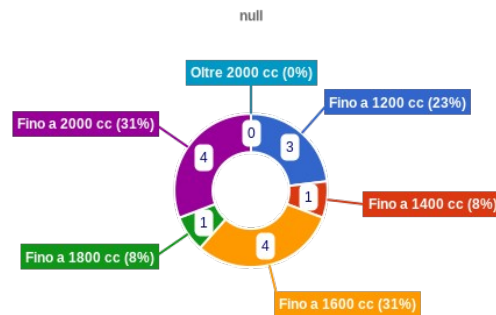 null
Oltre 2000 cc (0%)
Fino a 1200 cc (23%)
Fino a 2000 cc (31%)
0
3
4
1
Fino a 1400 cc (8%)
1
4
Fino a 1800 cc (8%)
Fino a 1600 cc (31%)